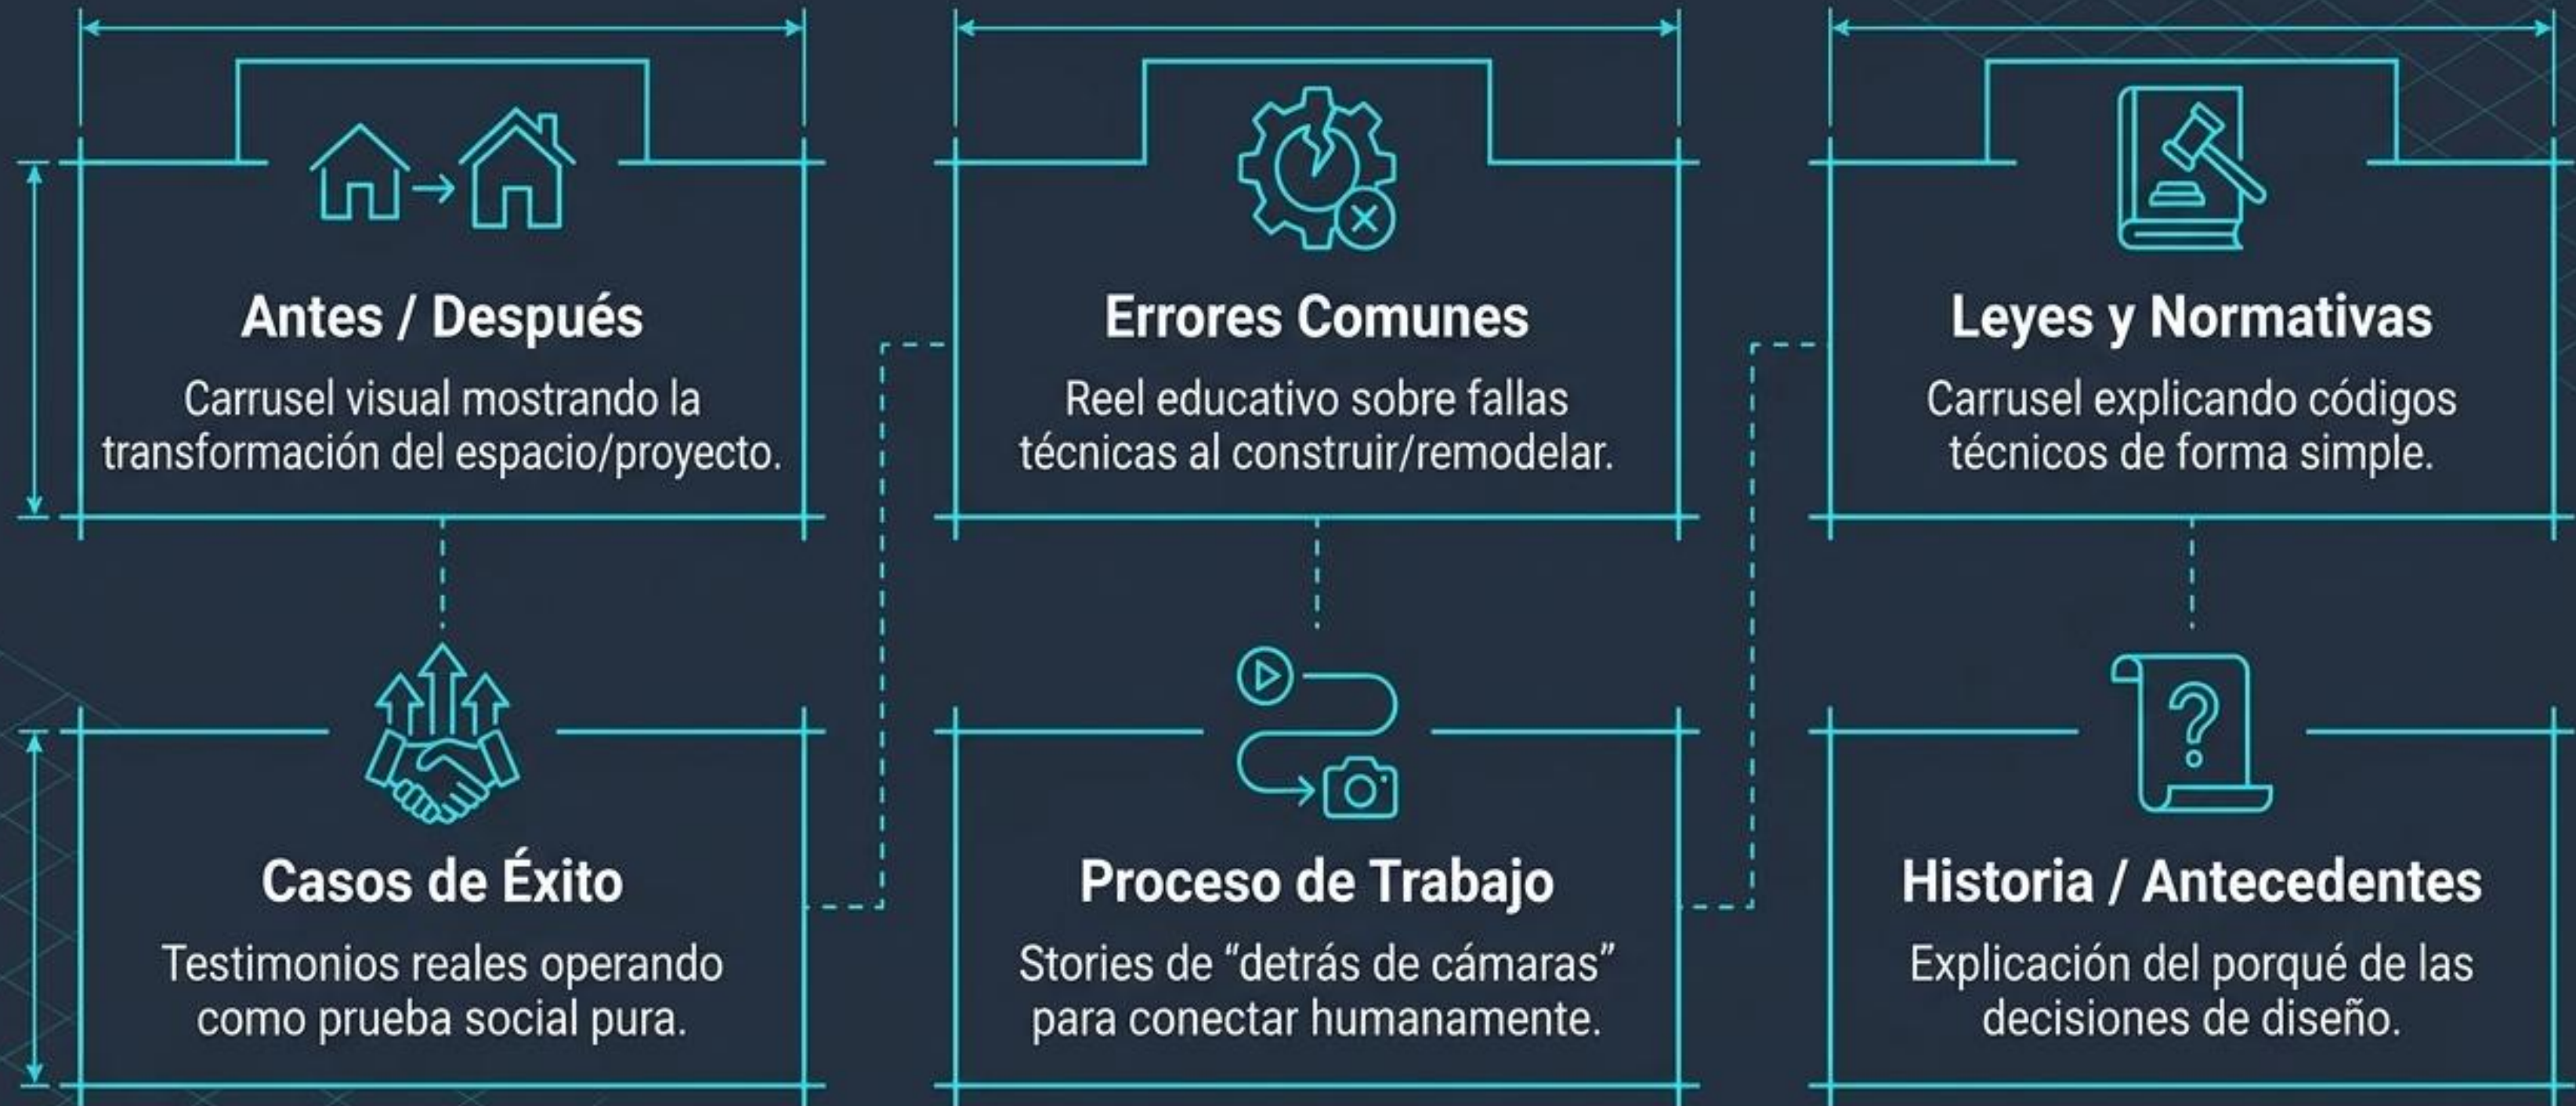 Antes / Después
Carrusel visual mostrando la
transformación del espacio/proyecto.
Errores Comunes
Reel educativo sobre fallas
técnicas al construir/remodelar.
Leyes y Normativas
Carrusel explicando códigos
técnicos de forma simple.
Casos de Éxito
Testimonios reales operando
como prueba social pura.
Proceso de Trabajo
Stories de “detrás de cámaras”
para conectar humanamente.
Historia / Antecedentes
Explicación del porqué de las
decisiones de diseño.